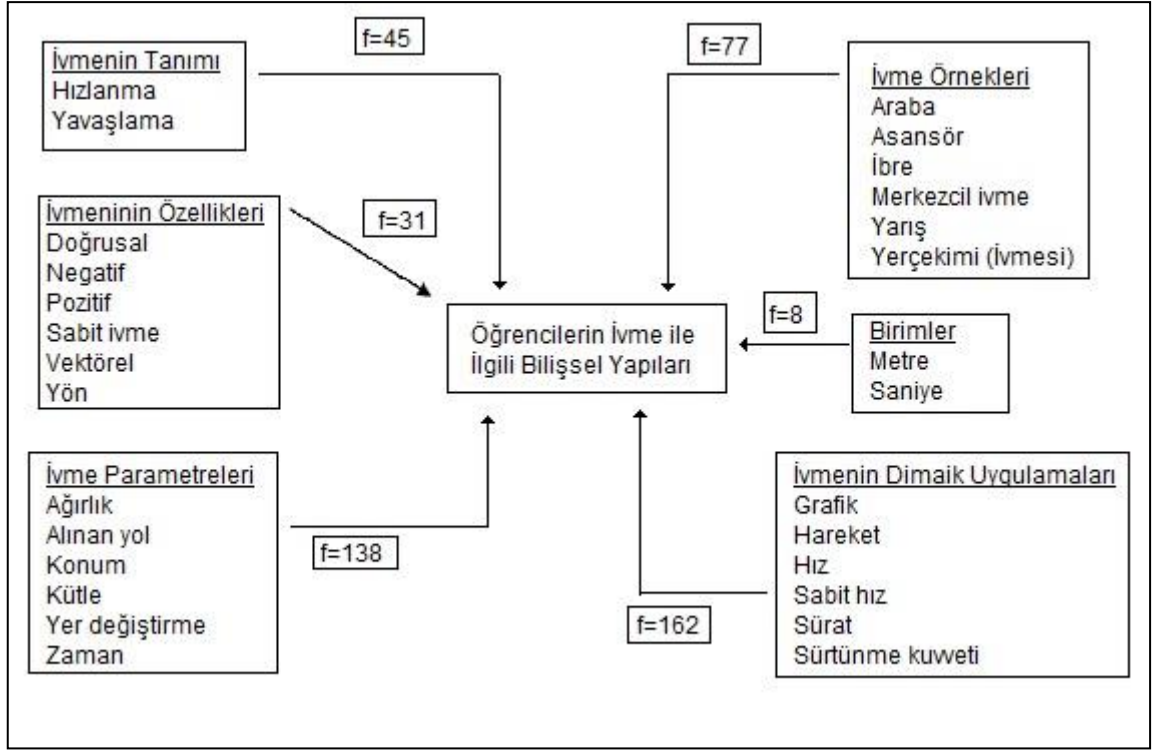 f=45
İvmenin Tanımı
Hızlanma
Yavaşlama
f=77
İvme Örnekleri
Araba
Asansör
İbre
Merkezcil ivme
Yarış
Yerçekimi (İvmesi)
İvmeninin Özellikleri
Doğrusal
Negatif
Pozitif
Sabit ivme
Vektörel
Yön
f=31
Öğrencilerin İvme ile
İlgili Bilişsel Yapıları
f=8
Birimler
Metre
Saniye
İvme Parametreleri
Ağırlık
Alınan yol
Konum
Kütle
Yer değiştirme
Zaman
f=138
f=162
İvmenin Dimaik Uygulamaları
Grafik
Hareket
Hız
Sabit hız
Sürat
Sürtünme kuvveti